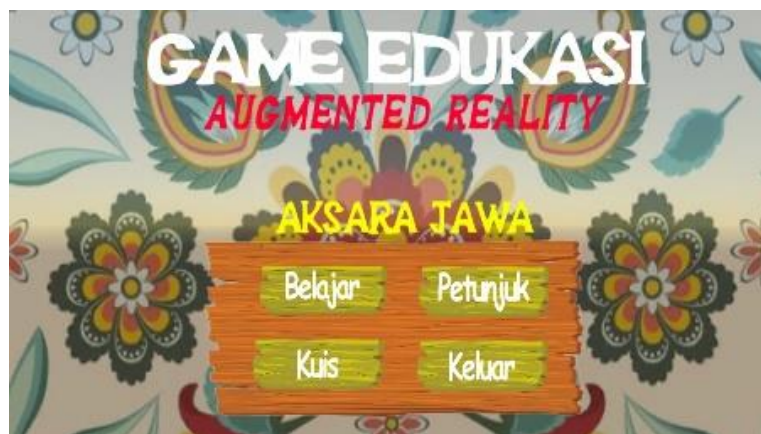 GAME EDUKASI
AUGMENTED REALITY
AKSARA JAWA
Belajar Petunjuk
Kuis Keluar